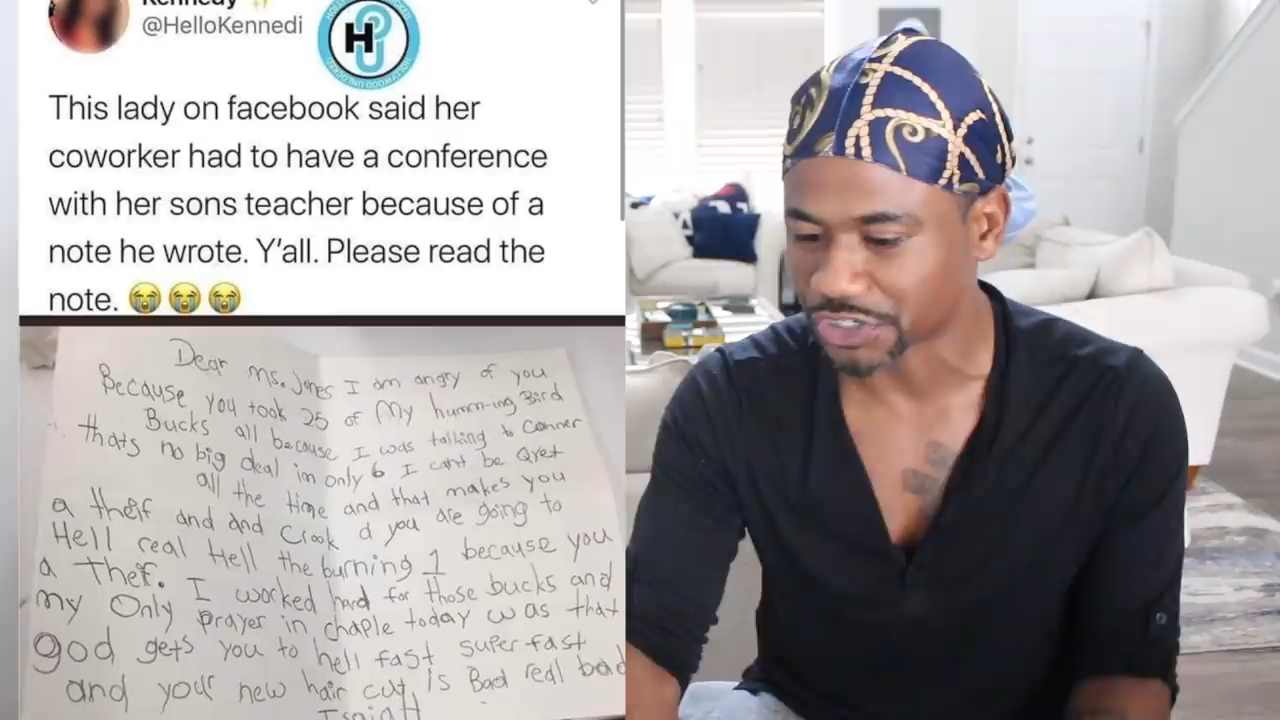 Kennedy
@HelloKennedi
H
This lady on facebook said her
coworker had to have a conference
with her sons teacher because of a
note he wrote. Y'all. Please read the
note. 😭😭😭
Dear Ms. Jones I am angry of you
Because you took 25 of My humm-ing Bird
Bucks all because I was talking to Conner
thats no big deal im only 6 I cant be Qret
all the time and that makes you
a theif and and Crook d you are going to
Hell real Hell the burning 1 because you
a Thef. I worked hard for those bucks and
my Only prayer in chaple today was that
god gets you to hell fast super fast
and your new hair cut is Bad real bad
Isaiah